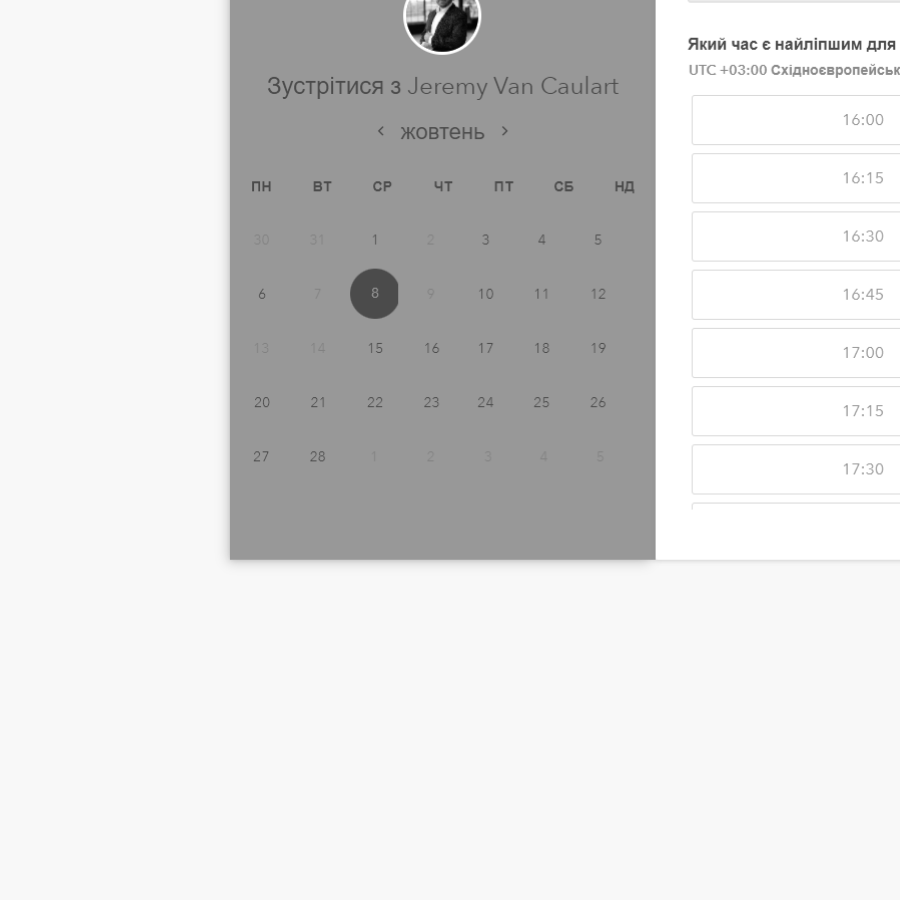 Зустрітися з Jeremy Van Caulart
жовтень
ПН ВТ СР ЧТ ПТ СБ НД
30 31 1 2 3 4 5
6 7 8 9 10 11 12
13 14 15 16 17 18 19
20 21 22 23 24 25 26
27 28 1 2 3 4 5
Який час є найліпшим для
UTC +03:00 Східноєвропейськ
16:00
16:15
16:30
16:45
17:00
17:15
17:30